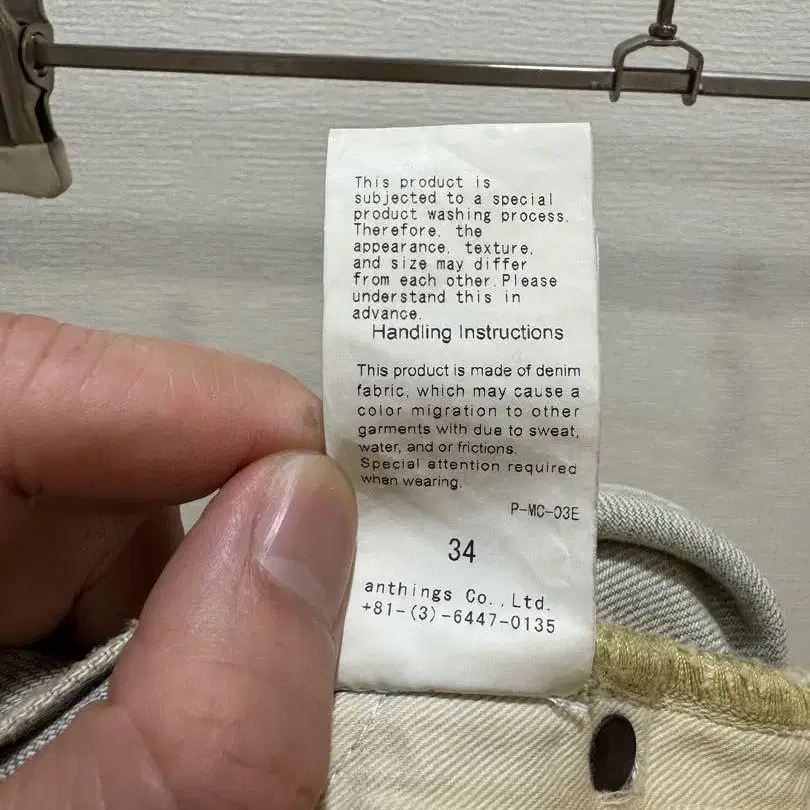 This product is
subjected to a special
product washing process.
Therefore, the
appearance, texture,
and size may differ
from each other.Please
understand this in
advance.
Handling Instructions
This product is made of denim
fabric, which may cause a
color migration to other
garments with due to sweat,
water, and or frictions.
Special attention required
when wearing.
P-MC-03E
34
anthings Co.,Ltd.
+81-(3)-6447-0135